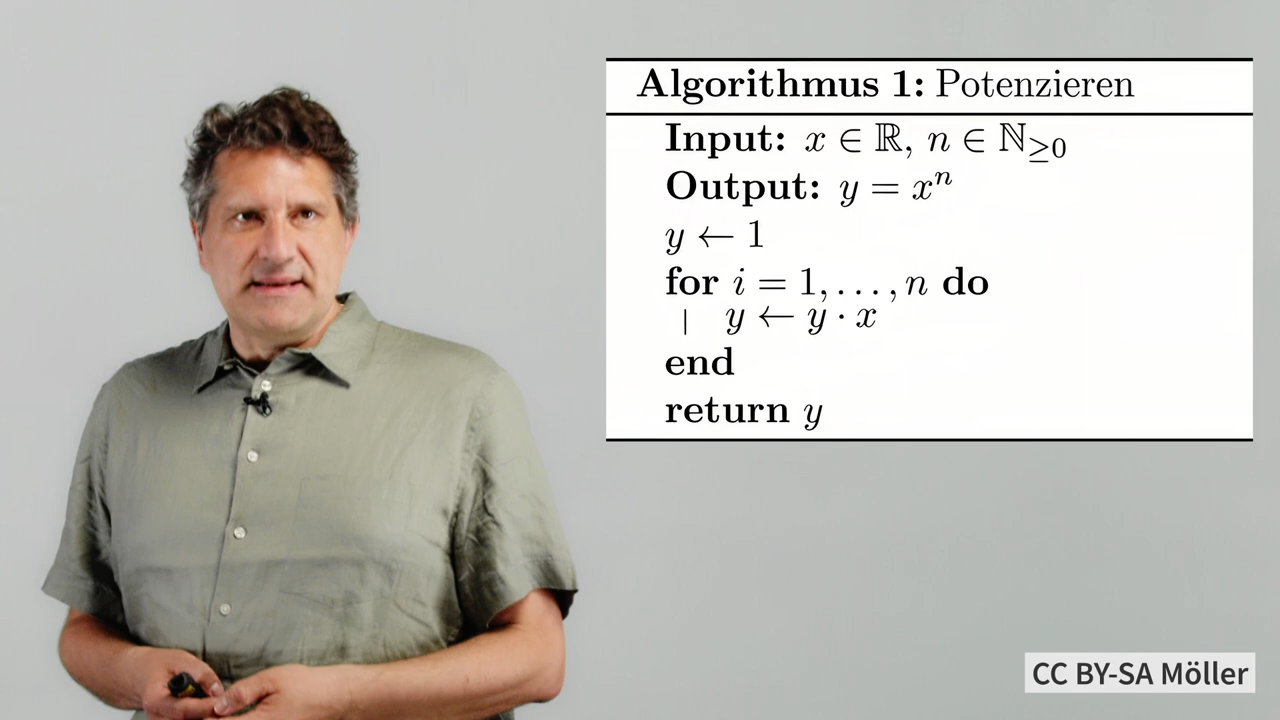 Algorithmus 1: Potenzieren
Input: x ∈ ℝ, n ∈ ℕ≥0
Output: y = xⁿ
y ← 1
for i = 1, . . . , n do
y ← y · x
end
return y
CC BY-SA Möller